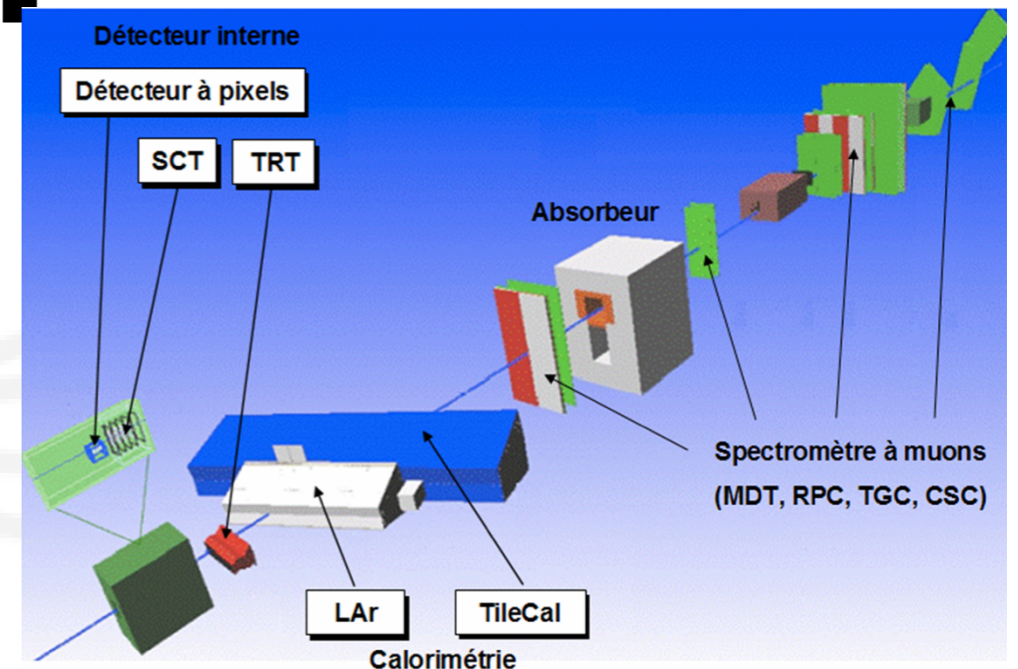 Détecteur interne
Détecteur à pixels
SCT
TRT
Absorbeur
Spectromètre à muons
(MDT, RPC, TGC, CSC)
LAr
TileCal
Calorimétrie